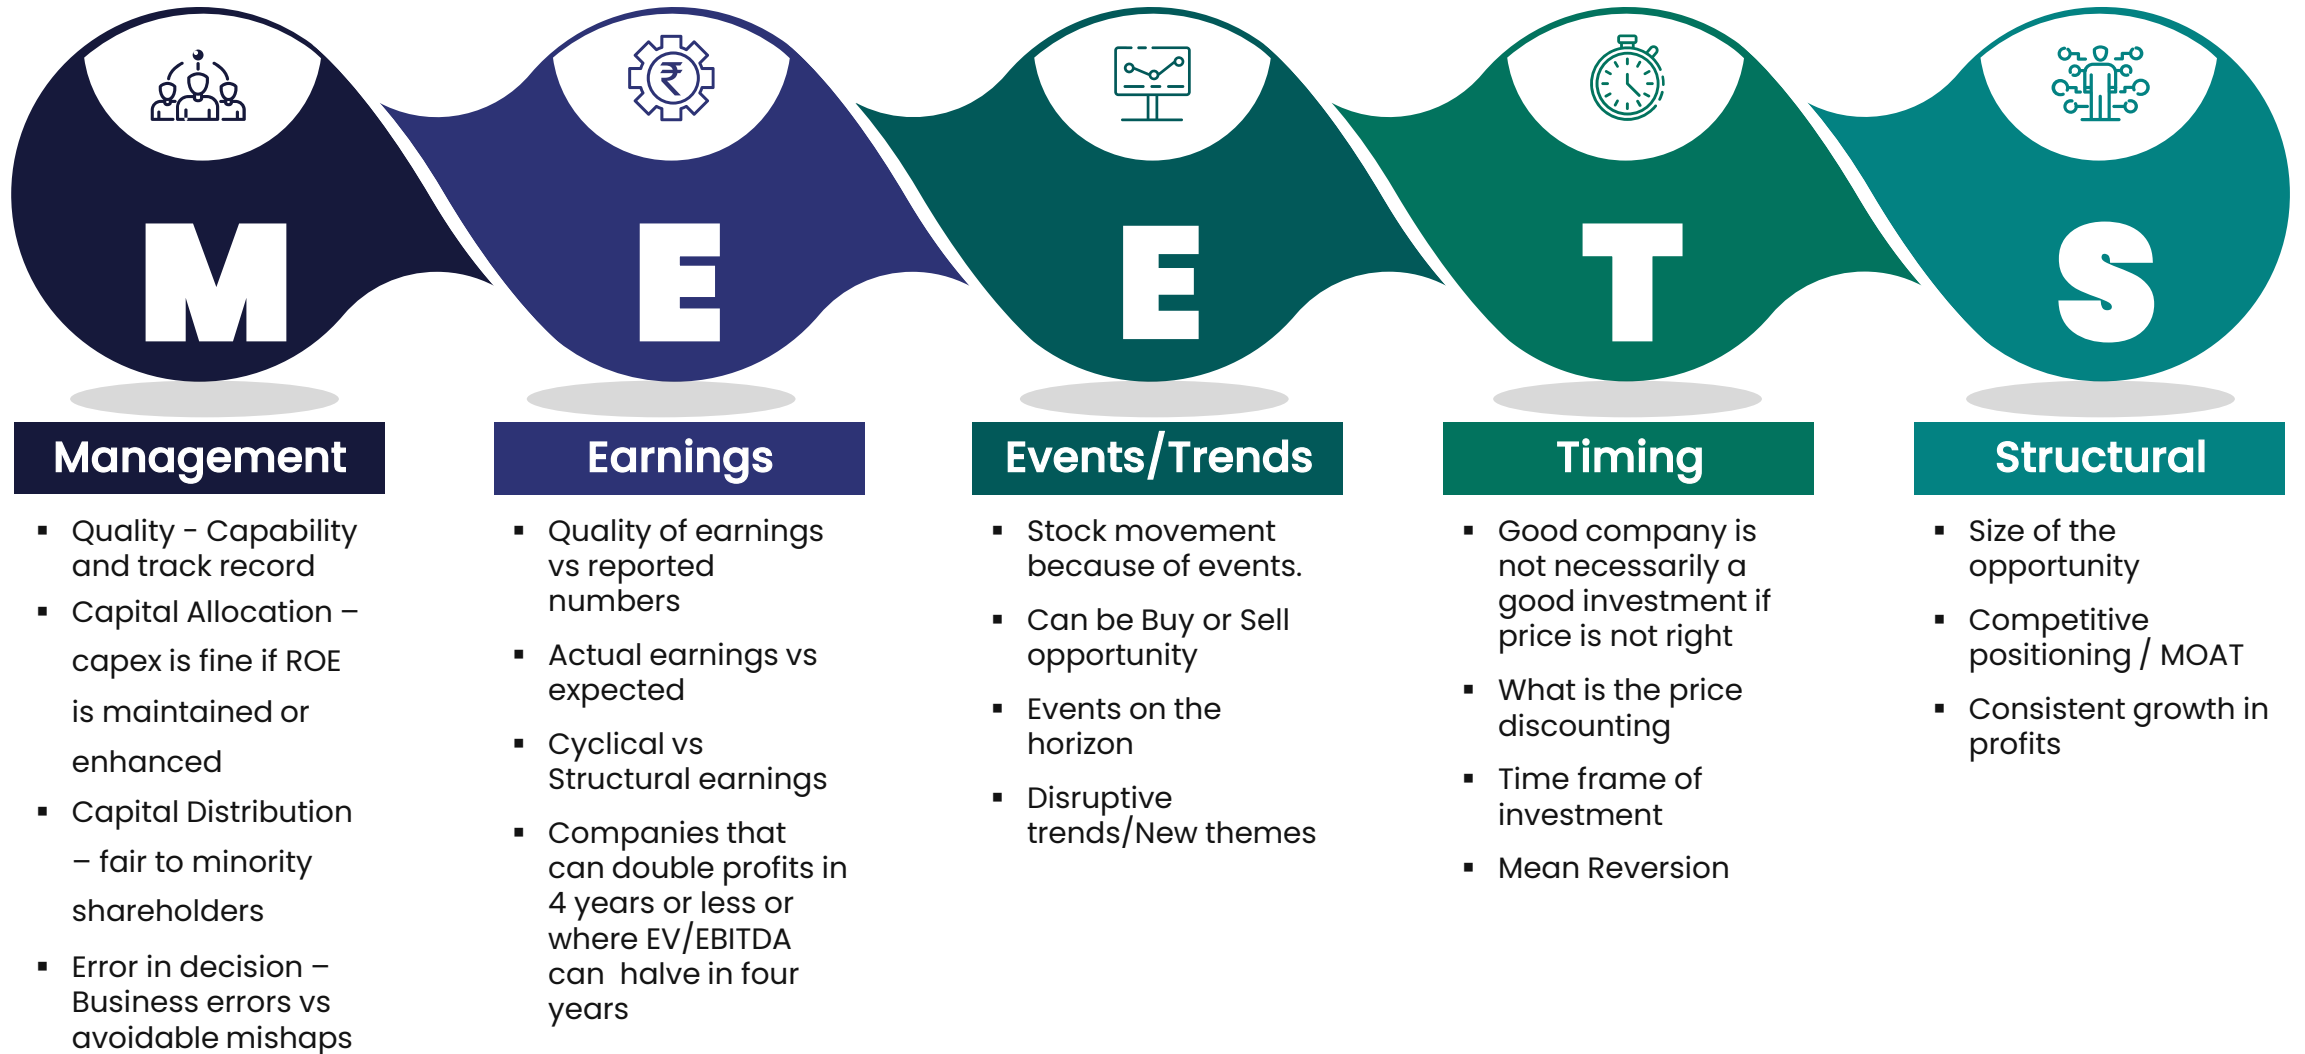 M
E
E
T
S
Management
▪ Quality - Capability
and track record
▪ Capital Allocation –
capex is fine if ROE
is maintained or
enhanced
▪ Capital Distribution
– fair to minority
shareholders
▪ Error in decision –
Business errors vs
avoidable mishaps
Earnings
▪ Quality of earnings
vs reported
numbers
▪ Actual earnings vs
expected
▪ Cyclical vs
Structural earnings
▪ Companies that
can double profits in
4 years or less or
where EV/EBITDA
can halve in four
years
Events/Trends
▪ Stock movement
because of events.
▪ Can be Buy or Sell
opportunity
▪ Events on the
horizon
▪ Disruptive
trends/New themes
Timing
▪ Good company is
not necessarily a
good investment if
price is not right
▪ What is the price
discounting
▪ Time frame of
investment
▪ Mean Reversion
Structural
▪ Size of the
opportunity
▪ Competitive
positioning / MOAT
▪ Consistent growth in
profits